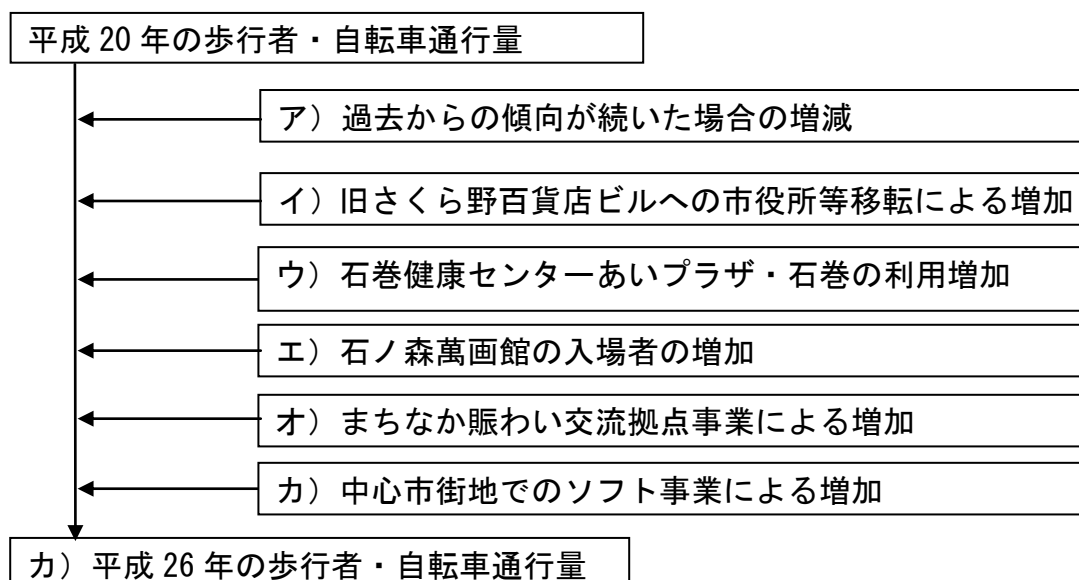 平成 20 年の歩行者・自転車通行量
ア）過去からの傾向が続いた場合の増減
イ）旧さくら野百貨店ビルへの市役所等移転による増加
ウ）石巻健康センターあいプラザ・石巻の利用増加
エ）石ノ森萬画館の入場者の増加
オ）まちなか賑わい交流拠点事業による増加
カ）中心市街地でのソフト事業による増加
カ）平成 26 年の歩行者・自転車通行量